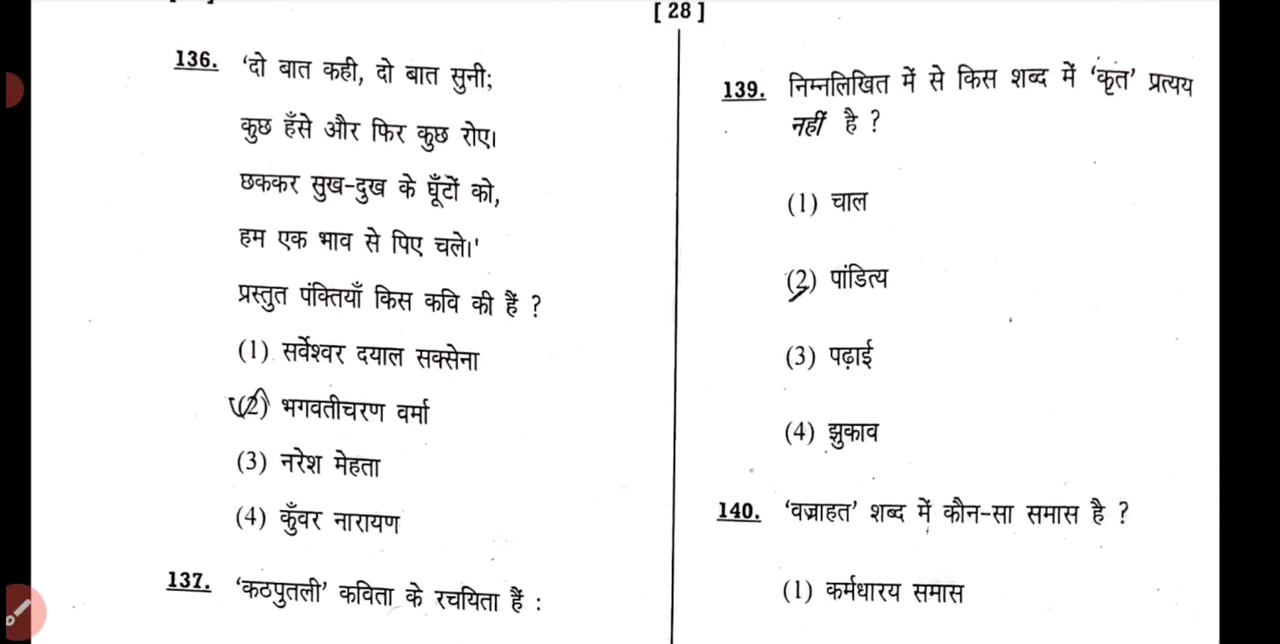 [ 28 ]
136. ‘दो बात कही, दो बात सुनी;
कुछ हँसे और फिर कुछ रोए।
छककर सुख-दुख के घूँटों को,
हम एक भाव से पिए चले।'
प्रस्तुत पंक्तियाँ किस कवि की हैं ?
(1) सर्वेश्वर दयाल सक्सेना
(2) भगवतीचरण वर्मा
(3) नरेश मेहता
(4) कुँवर नारायण
137. ‘कठपुतली’ कविता के रचयिता हैं :
139. निम्नलिखित में से किस शब्द में ‘कृत’ प्रत्यय
नहीं है ?
(1) चाल
(2) पांडित्य
(3) पढ़ाई
(4) झुकाव
140. ‘वज्राहत’ शब्द में कौन-सा समास है ?
(1) कर्मधारय समास